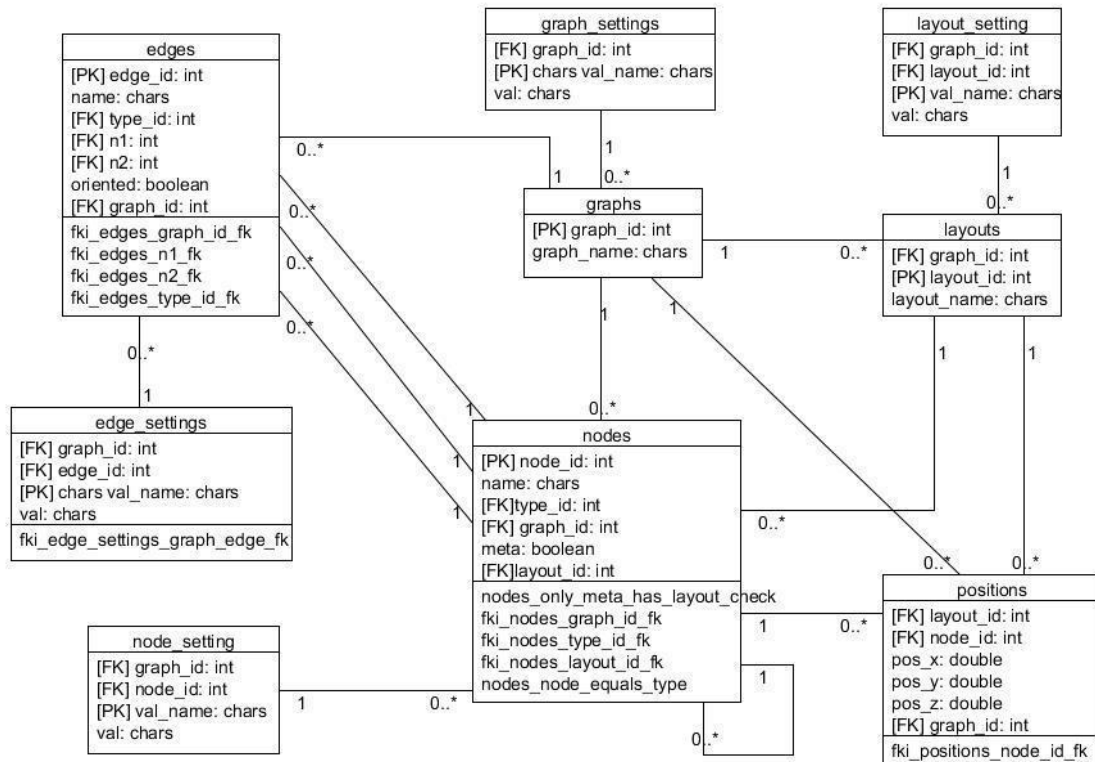 edges
[PK] edge_id: int
name: chars
[FK] type_id: int
[FK] n1: int
[FK] n2: int
oriented: boolean
[FK] graph_id: int
fki_edges_graph_id_fk
fki_edges_n1_fk
fki_edges_n2_fk
fki_edges_type_id_fk
graph_settings
[FK] graph_id: int
[PK] chars val_name: chars
val: chars
layout_setting
[FK] graph_id: int
[FK] layout_id: int
[PK] val_name: chars
val: chars
0..*
1
1
0..*
1
0..*
graphs
[PK] graph_id: int
graph_name: chars
1
0..*
layouts
[FK] graph_id: int
[PK] layout_id: int
layout_name: chars
0..*
0..*
0..*
1
1
1
1
0..*
1
0..*
edge_settings
[FK] graph_id: int
[FK] edge_id: int
[PK] chars val_name: chars
val: chars
fki_edge_settings_graph_edge_fk
1
1
1
0..*
nodes
[PK] node_id: int
name: chars
[FK]type_id: int
[FK] graph_id: int
meta: boolean
[FK]layout_id: int
nodes_only_meta_has_layout_check
fki_nodes_graph_id_fk
fki_nodes_type_id_fk
fki_nodes_layout_id_fk
nodes_node_equals_type
0..*
0..*
0..*
positions
[FK] layout_id: int
[FK] node_id: int
pos_x: double
pos_y: double
pos_z: double
[FK] graph_id: int
fki_positions_node_id_fk
1
0..*
1
0..*
node_setting
[FK] graph_id: int
[FK] node_id: int
[PK] val_name: chars
val: chars
1
0..*